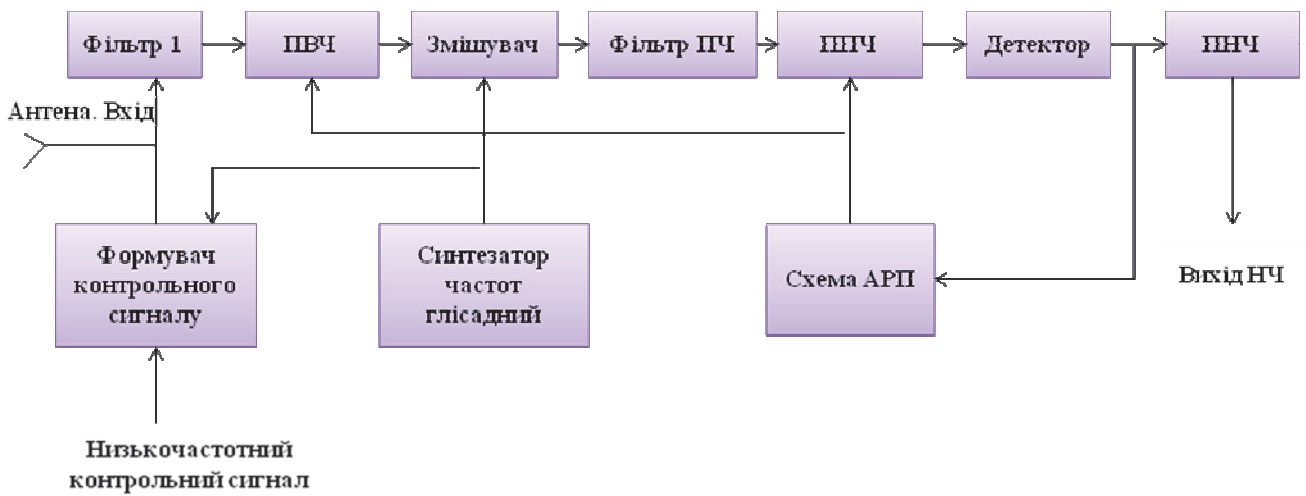 Фільтр 1
ПВЧ
Змішувач
Фільтр ПЧ
ППЧ
Детектор
ПНЧ
Антена. Вхід
Формувач
контрольного
сигналу
Синтезатор
частот
глісадний
Схема АРП
Вихід НЧ
Низькочастотний
контрольний сигнал